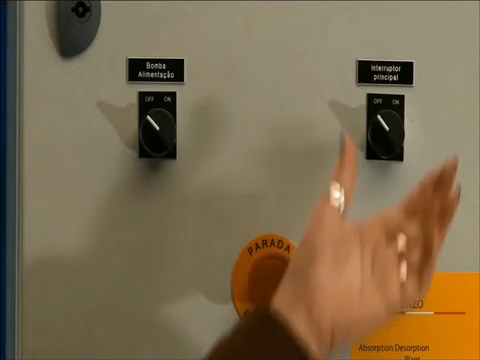 Bomba
Alimentação
OFF ON
Interruptor
principal
OFF ON
PARADA
Absorption Desorption
Plant